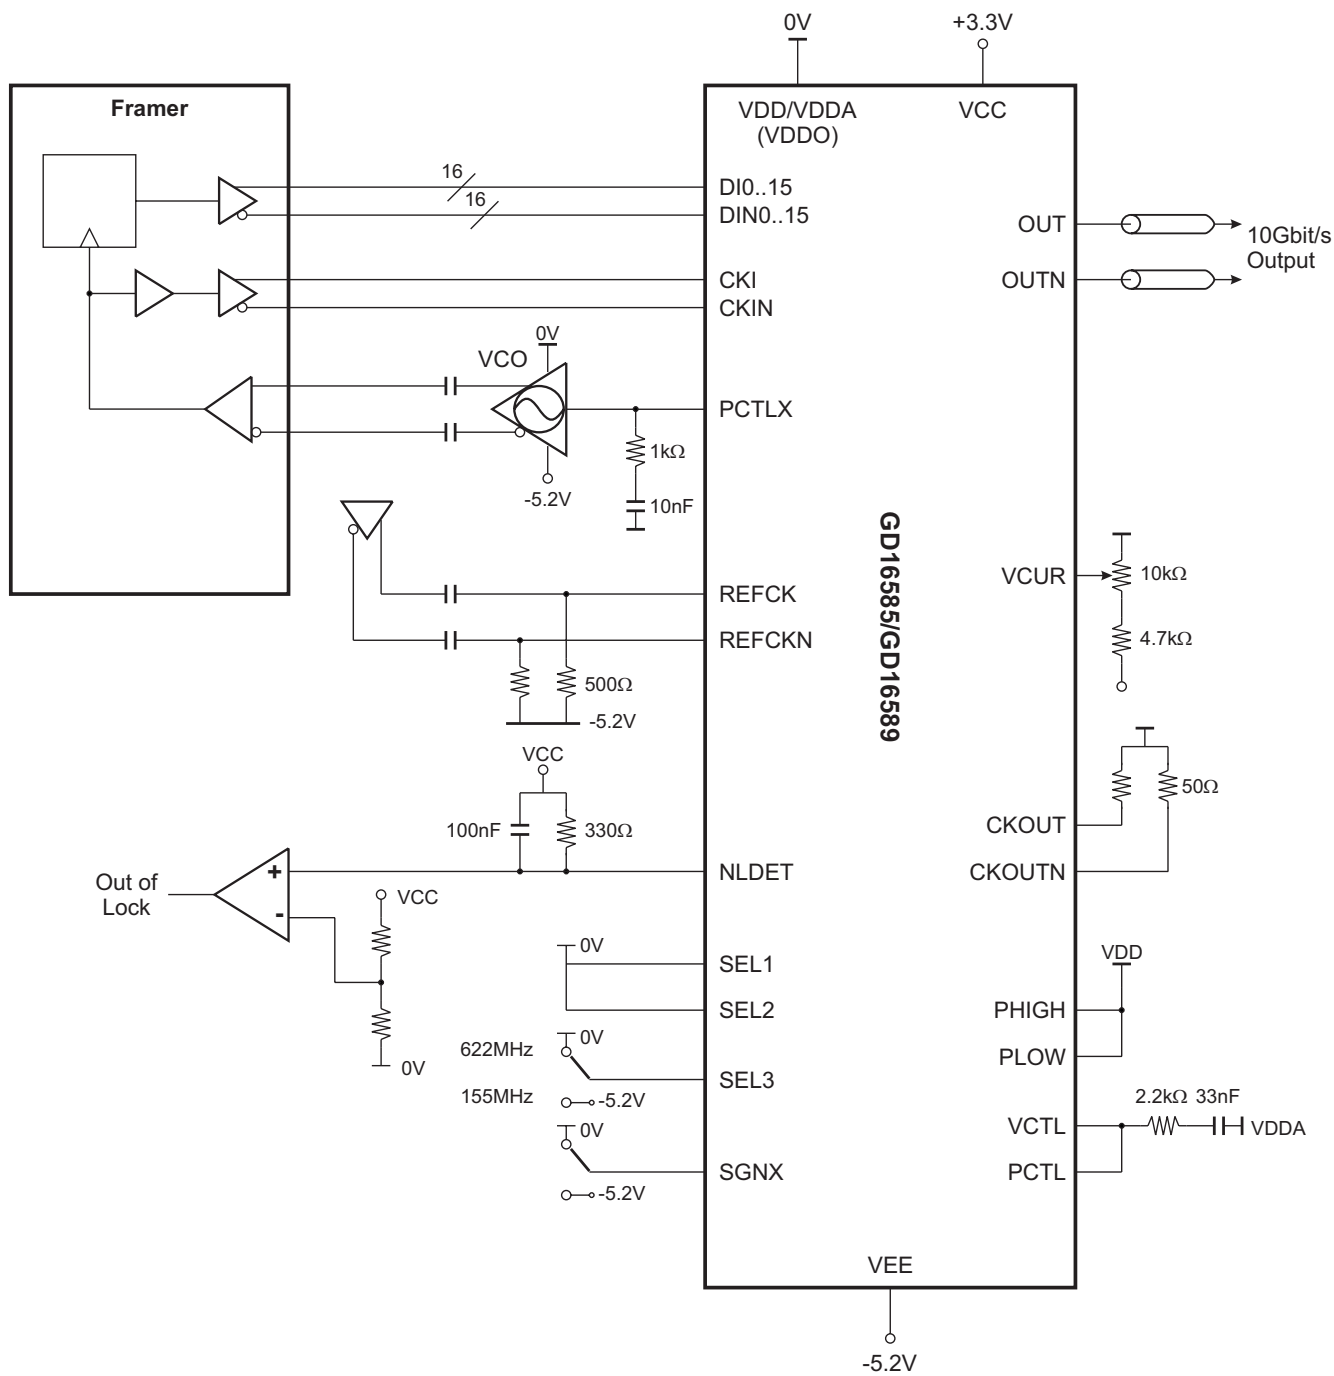 0V
+3.3V
Framer
VDD/VDDA
(VDDO)
VCC
16
16
DI0..15
DIN0..15
OUT
OUTN
10Gbit/s
Output
CKI
CKIN
0V
VCO
PCTLX
1kΩ
10nF
-5.2V
GD16585/GD16589
VCUR
10kΩ
4.7kΩ
REFCK
REFCKN
500Ω
-5.2V
VCC
100nF
330Ω
50Ω
CKOUT
CKOUTN
NLDET
+
-
Out of
Lock
VCC
0V
0V
SEL1
SEL2
VDD
PHIGH
PLOW
622MHz
0V
SEL3
155MHz
-5.2V
2.2kΩ 33nF
VCTL
VDDA
PCTL
0V
SGNX
-5.2V
VEE
-5.2V